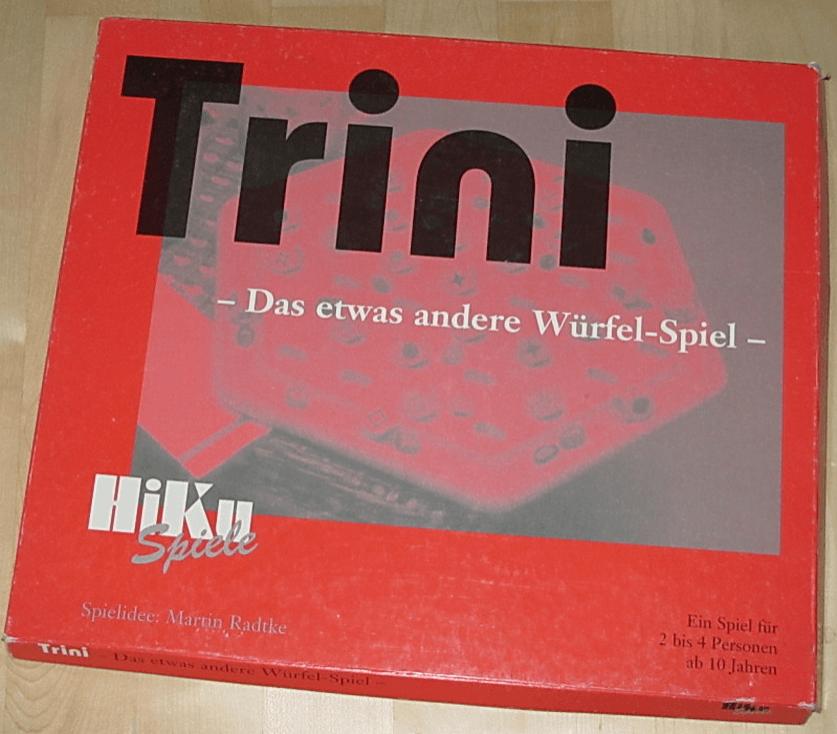 Trini
– Das etwas andere Würfel-Spiel –
HiKu
Spiele
Spielidee: Martin Radtke
Ein Spiel für
2 bis 4 Personen
ab 10 Jahren
Trini – Das etwas andere Würfel-Spiel –